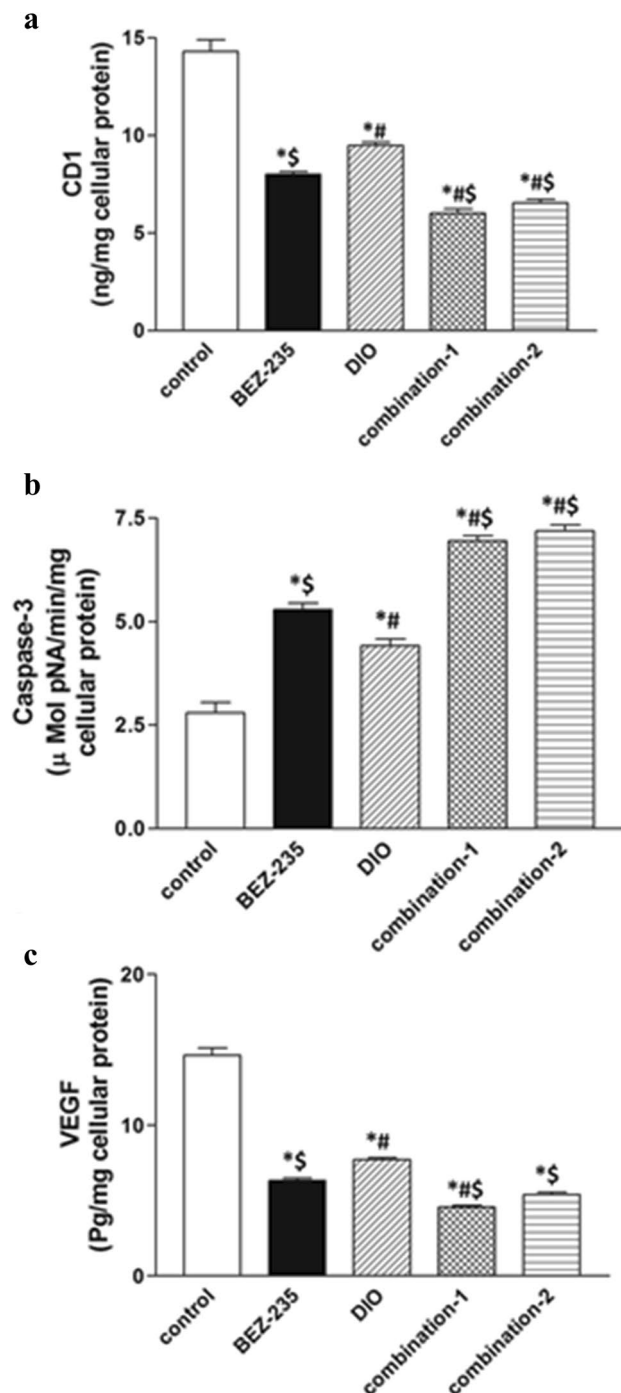 a
CD1
(ng/mg cellular protein)
15
10
5
0
*$
*#
*#$
*#$
control
BEZ-235
DIO
combination-1
combination-2
b
Caspase-3
(μ Mol pNA/min/mg
cellular protein)
7.5
5.0
2.5
0.0
*$
*#
*#$
*#$
control
BEZ-235
DIO
combination-1
combination-2
c
VEGF
(Pg/mg cellular protein)
20
10
0
*$
*#
*#$
*$
control
BEZ-235
DIO
combination-1
combination-2